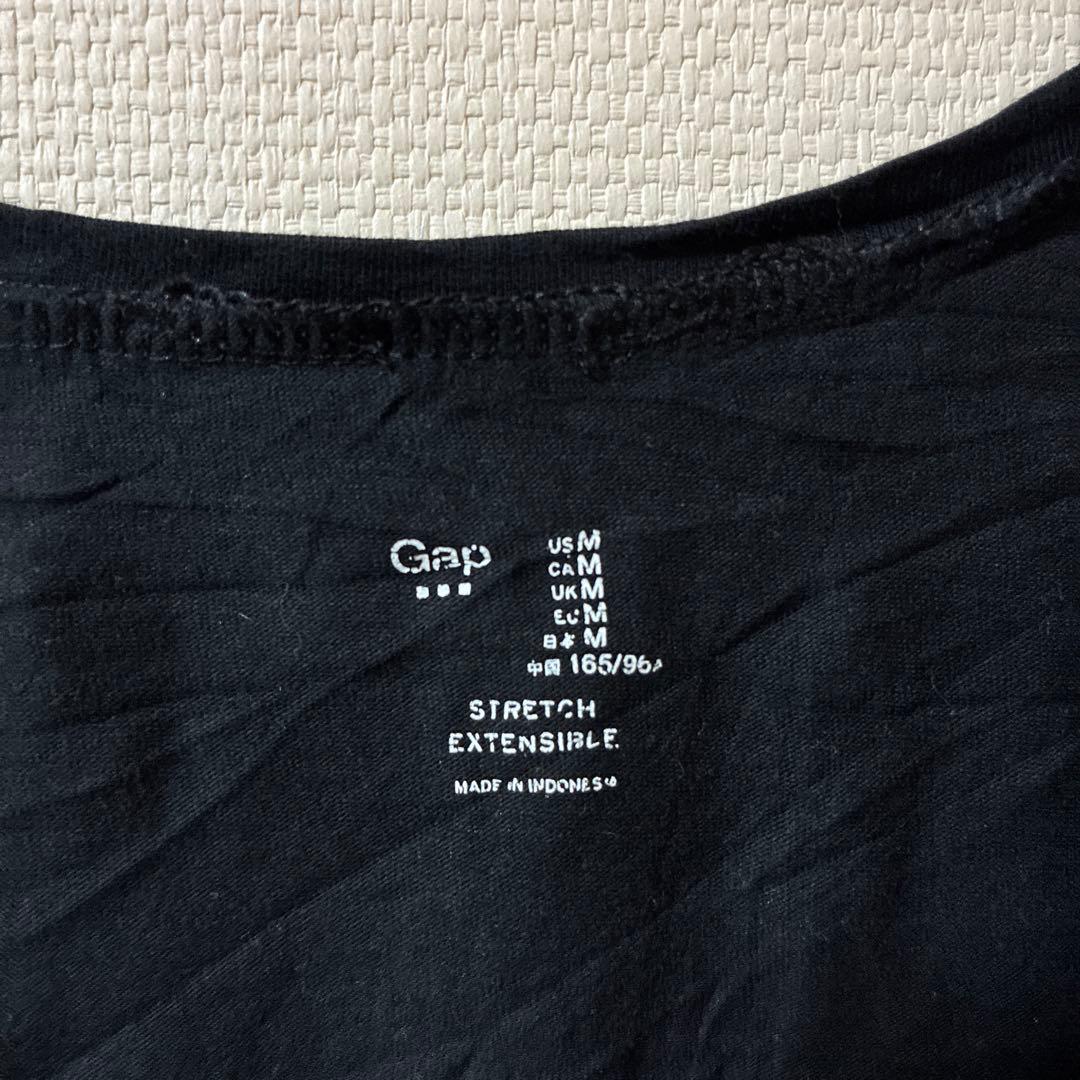 Gap
US M
CA M
UK M
EU M
日本 M
中国 165/96A
STRETCH
EXTENSIBLE
MADE IN INDONESIA